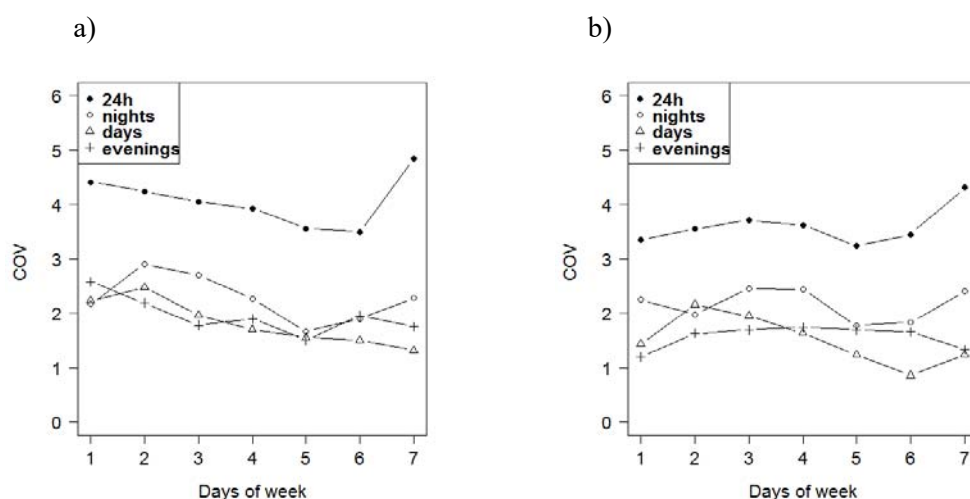 a)
b)
24h
nights
days
evenings
6
5
4
3
2
1
0
COV
1 2 3 4 5 6 7
Days of week
24h
nights
days
evenings
6
5
4
3
2
1
0
COV
1 2 3 4 5 6 7
Days of week